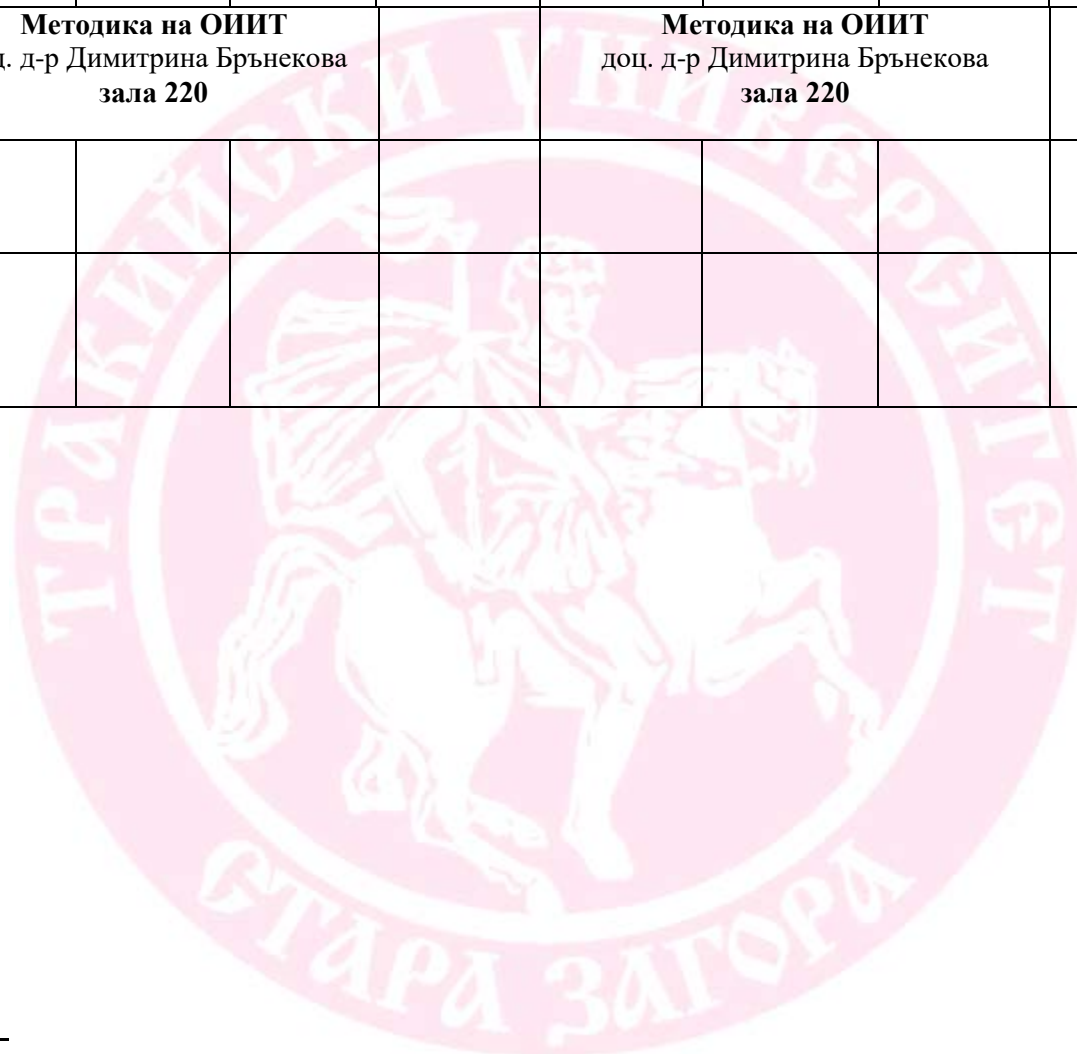 Методика на ОИИТ
ц. д-р Димитрина Брънекова
зала 220
Методика на ОИИТ
доц. д-р Димитрина Брънекова
зала 220
ТРАКИЙСКИ УНИВЕРСИТЕТ
СТАРА ЗАГОРА